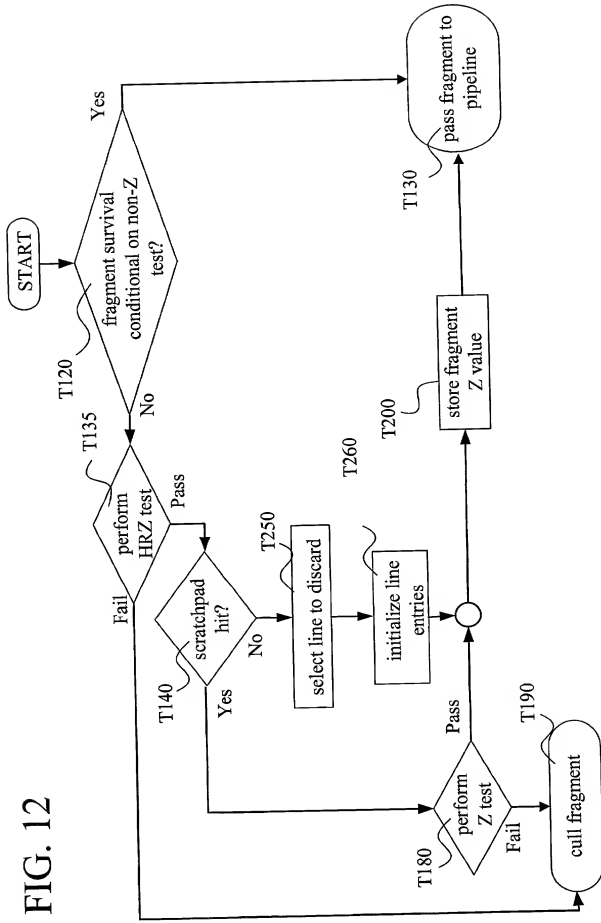 FIG. 12
START
T120
fragment survival
conditional on non-Z
test?
Yes
No
T135
perform
HRZ test
Fail
Pass
T140
scratchpad
hit?
Yes
No
T250
select line to discard
T260
initialize line
entries
T180
perform
Z test
Pass
Fail
T190
cull fragment
T200
store fragment
Z value
T130
pass fragment to
pipeline